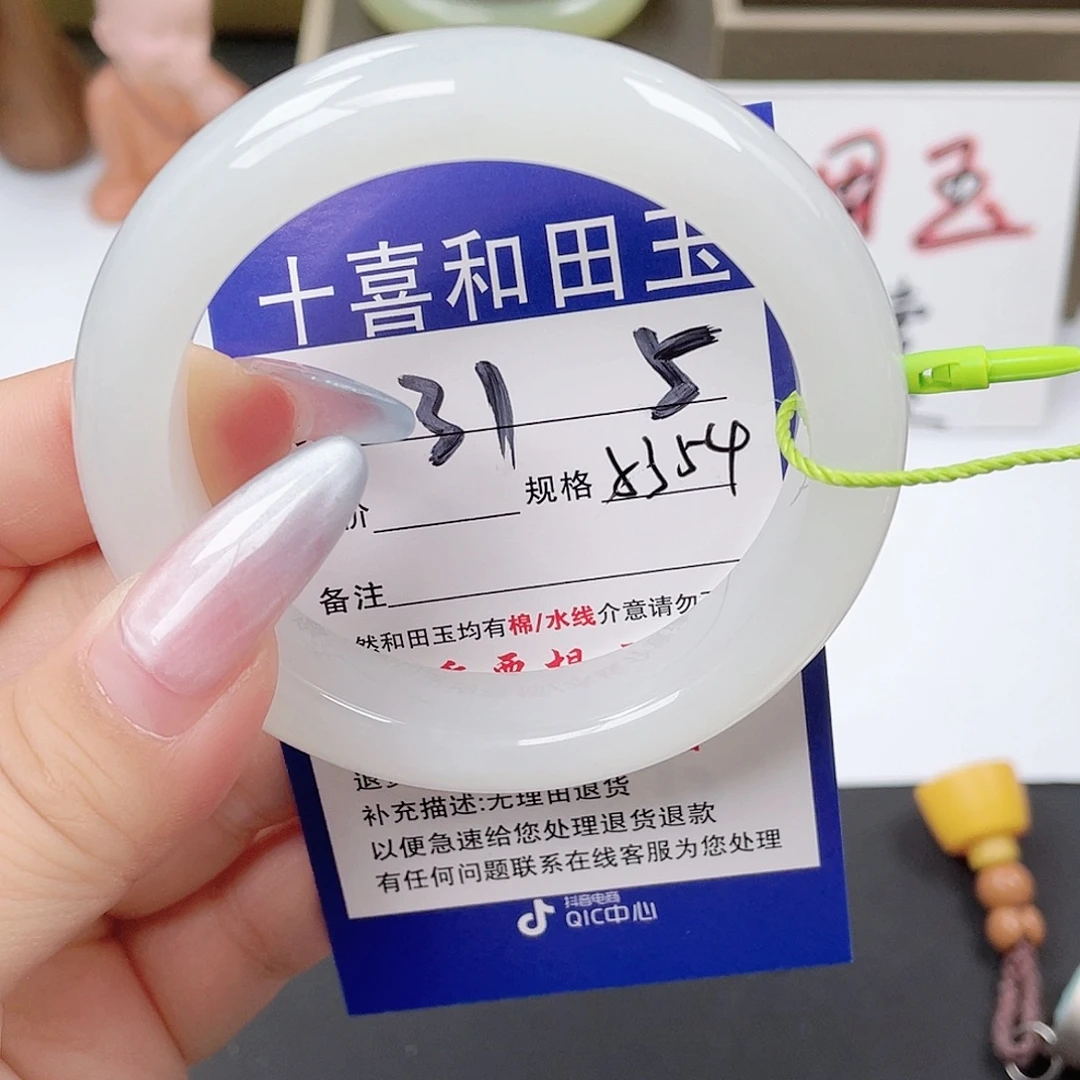 十喜和田玉
31 5
价 规格 8354
备注
然和田玉均有棉/水线介意请勿
补充描述:无理由退货
以便急速给您处理退货退款
有任何问题联系在线客服为您处理
抖音电商
QIC中心
田玉